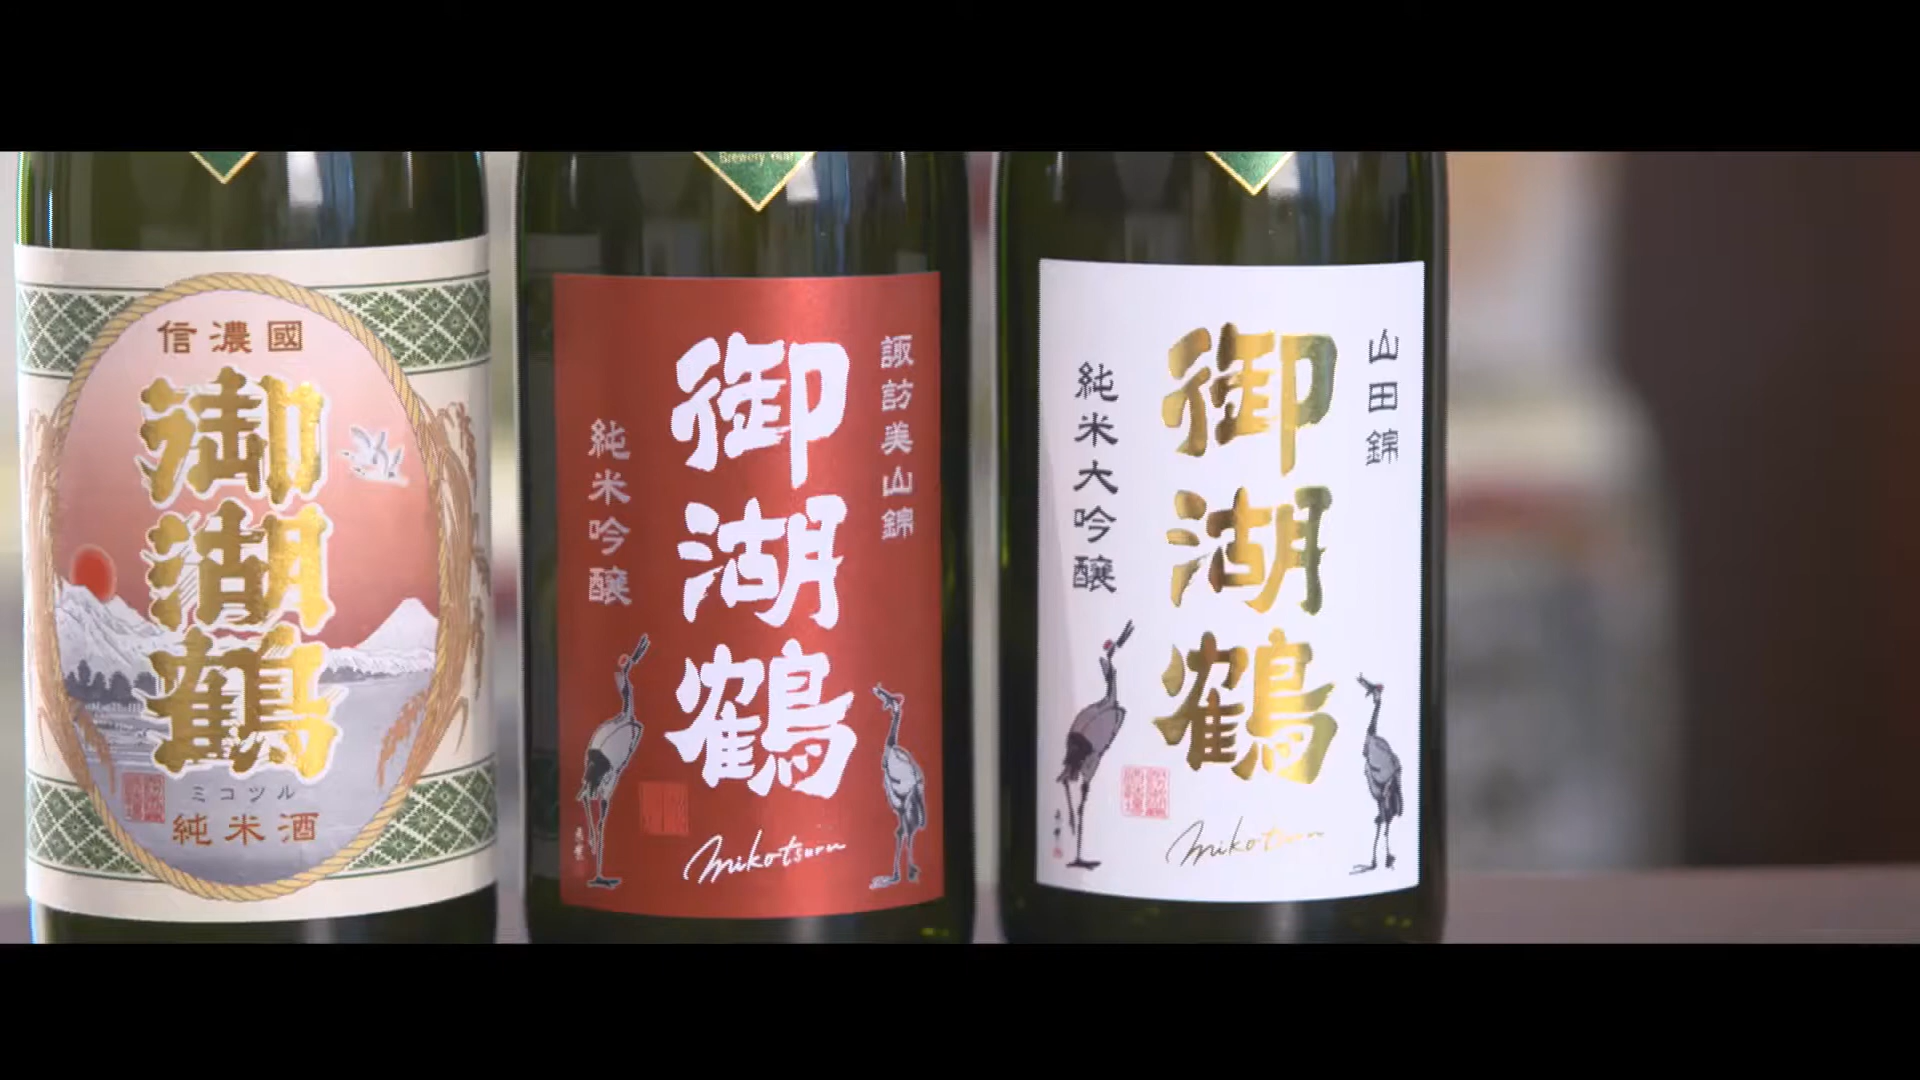 信濃國
御湖鶴
ミコツル
純米酒
Brewery Year
諏訪美山錦
御湖鶴
純米吟醸
mikotsuru
山田錦
御湖鶴
純米大吟醸
mikotsuru